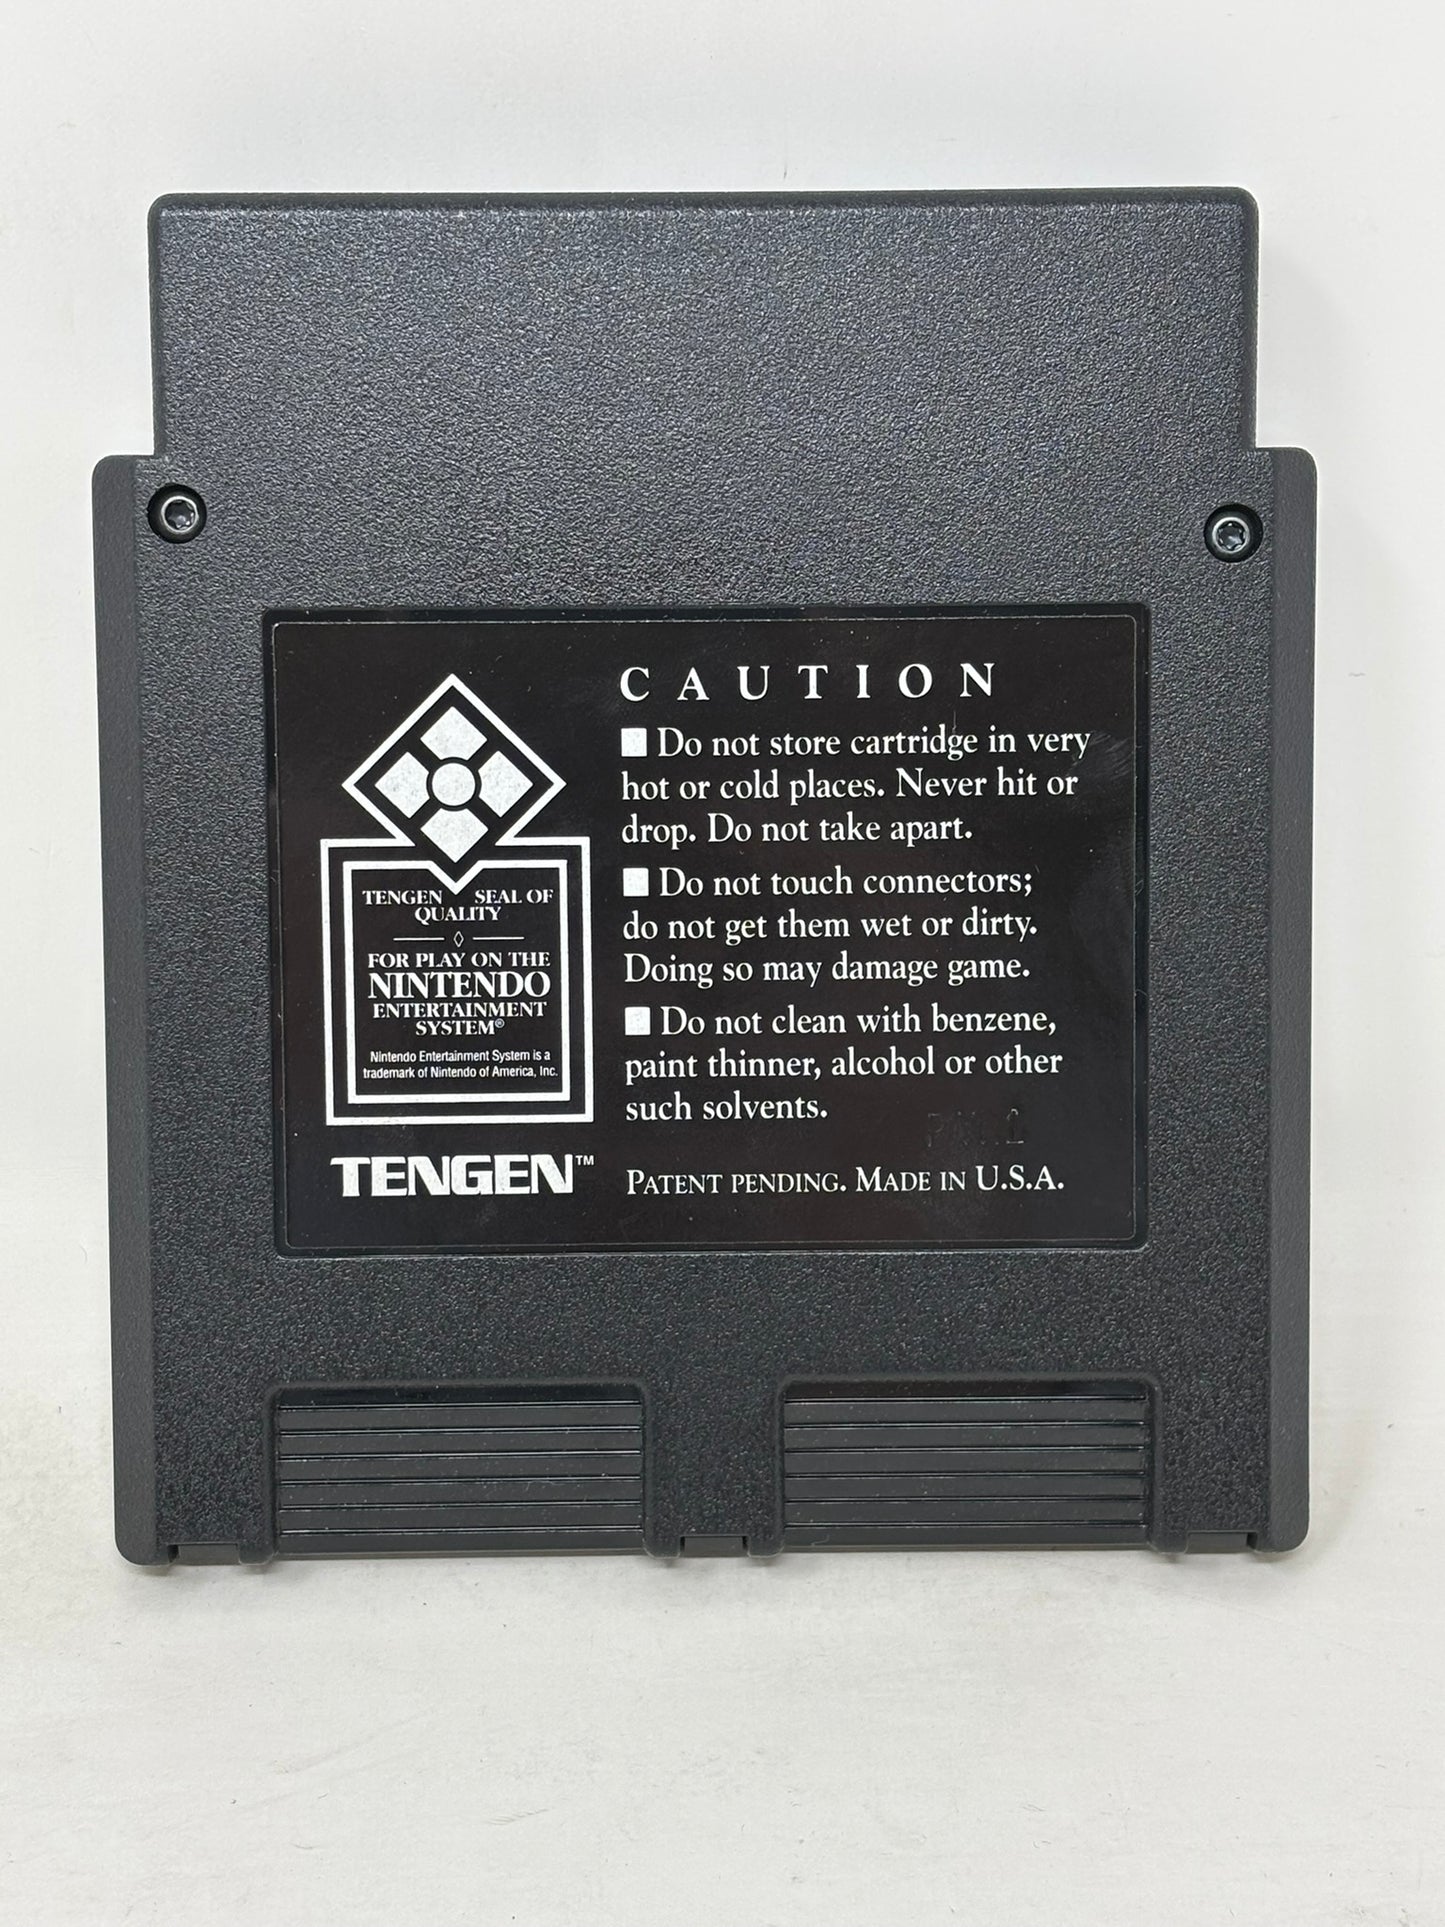 CAUTION
■ Do not store cartridge in very
hot or cold places. Never hit or
drop. Do not take apart.
■ Do not touch connectors;
do not get them wet or dirty.
Doing so may damage game.
■ Do not clean with benzene,
paint thinner, alcohol or other
such solvents.
PATENT PENDING. MADE IN U.S.A.
TENGEN SEAL OF
QUALITY
FOR PLAY ON THE
NINTENDO
ENTERTAINMENT
SYSTEM®
Nintendo Entertainment System is a
trademark of Nintendo of America, Inc.
TENGEN™